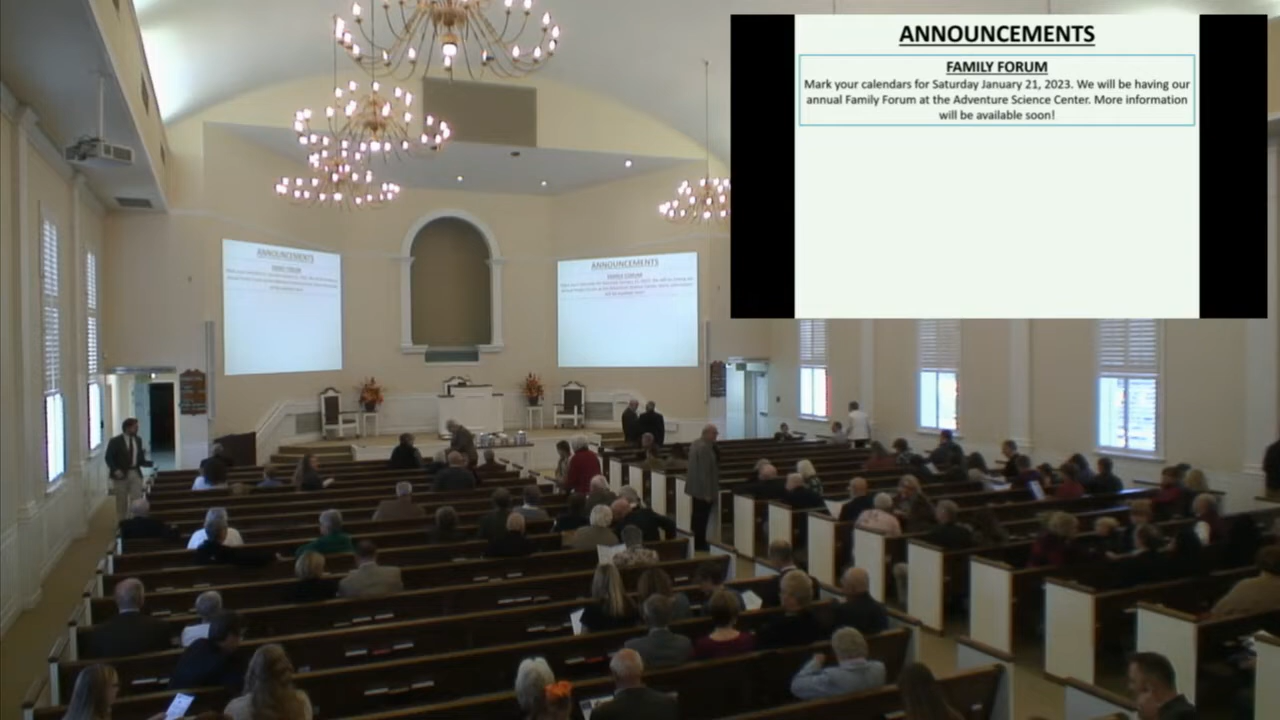 ANNOUNCEMENTS
FAMILY FORUM
Mark your calendars for Saturday January 21, 2023. We will be having our
annual Family Forum at the Adventure Science Center. More information
will be available soon!
ANNOUNCEMENTS
ANNOUNCEMENTS